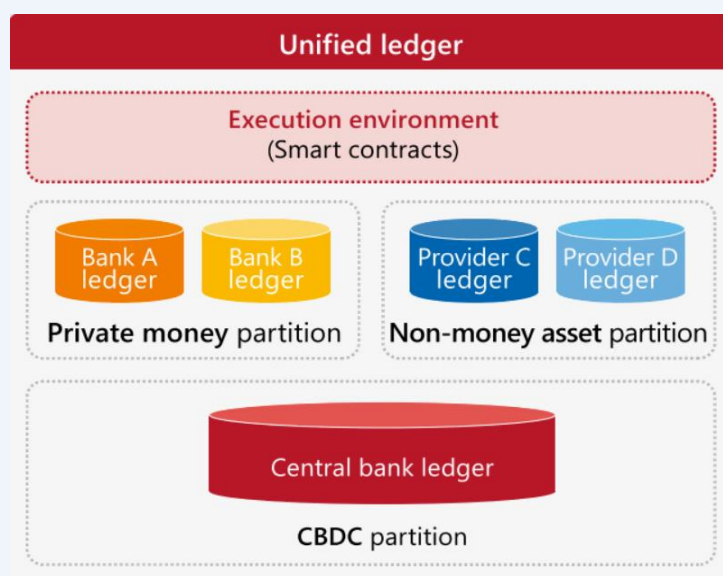 Unified ledger
Execution environment
(Smart contracts)
Bank A
ledger
Bank B
ledger
Private money partition
Provider C
ledger
Provider D
ledger
Non-money asset partition
Central bank ledger
CBDC partition